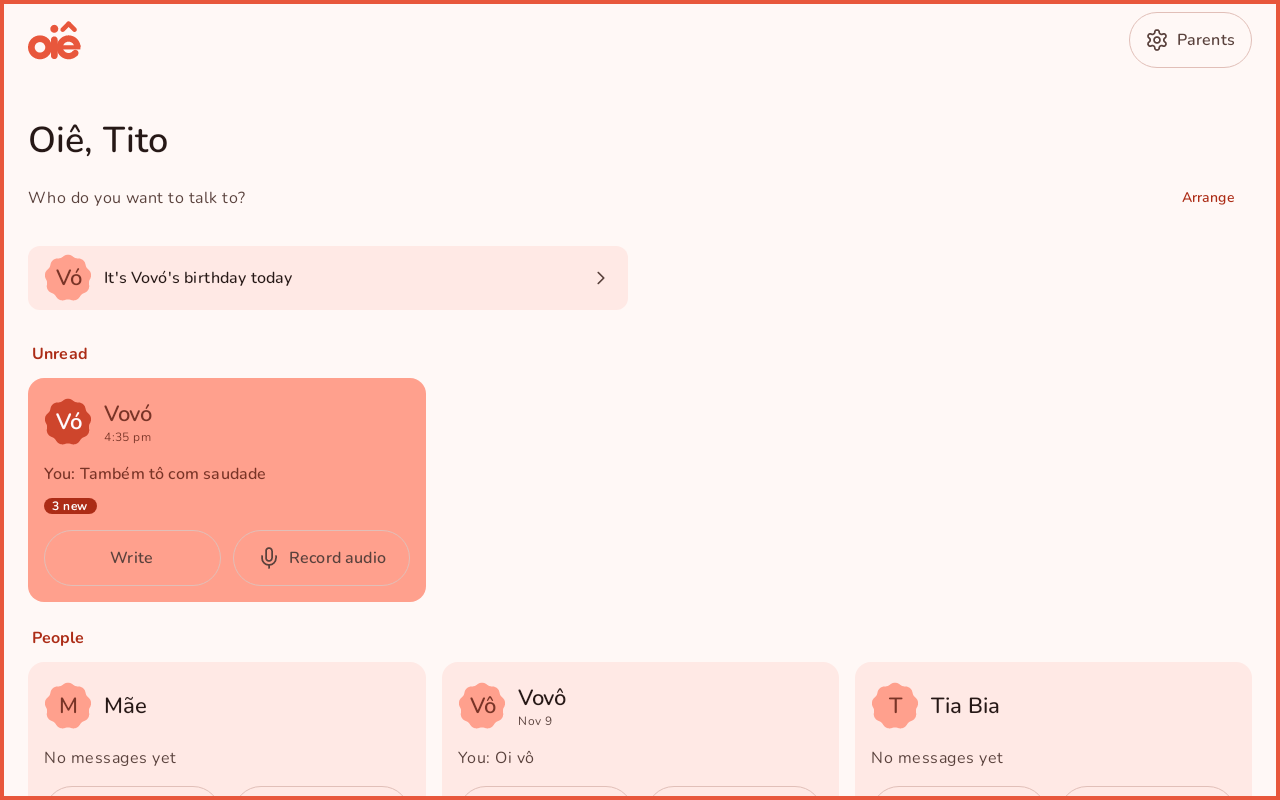 oiê
Parents
Oiê, Tito
Who do you want to talk to?
Arrange
Vó
It's Vovó's birthday today
Unread
Vó
Vovó
4:35 pm
You: Também tô com saudade
3 new
Write
Record audio
People
M
Mãe
No messages yet
Vô
Vovô
Nov 9
You: Oi vô
T
Tia Bia
No messages yet